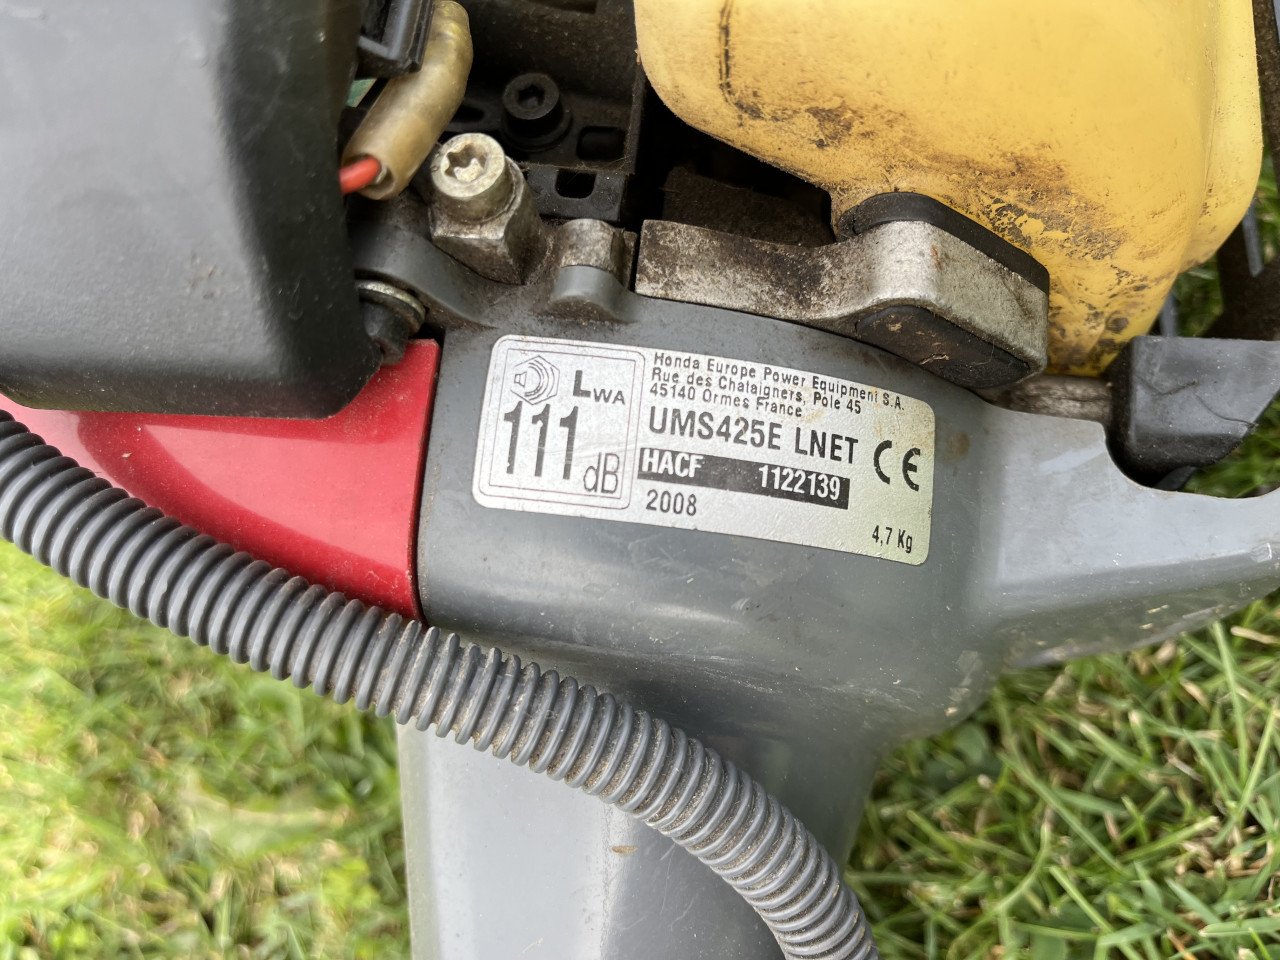 LWA
111 dB
Honda Europe Power Equipment S.A.
Rue des Chataigners, Pole 45
45140 Ormes France
UMS425E LNET
HACF 1122139
2008
CE
4,7 Kg